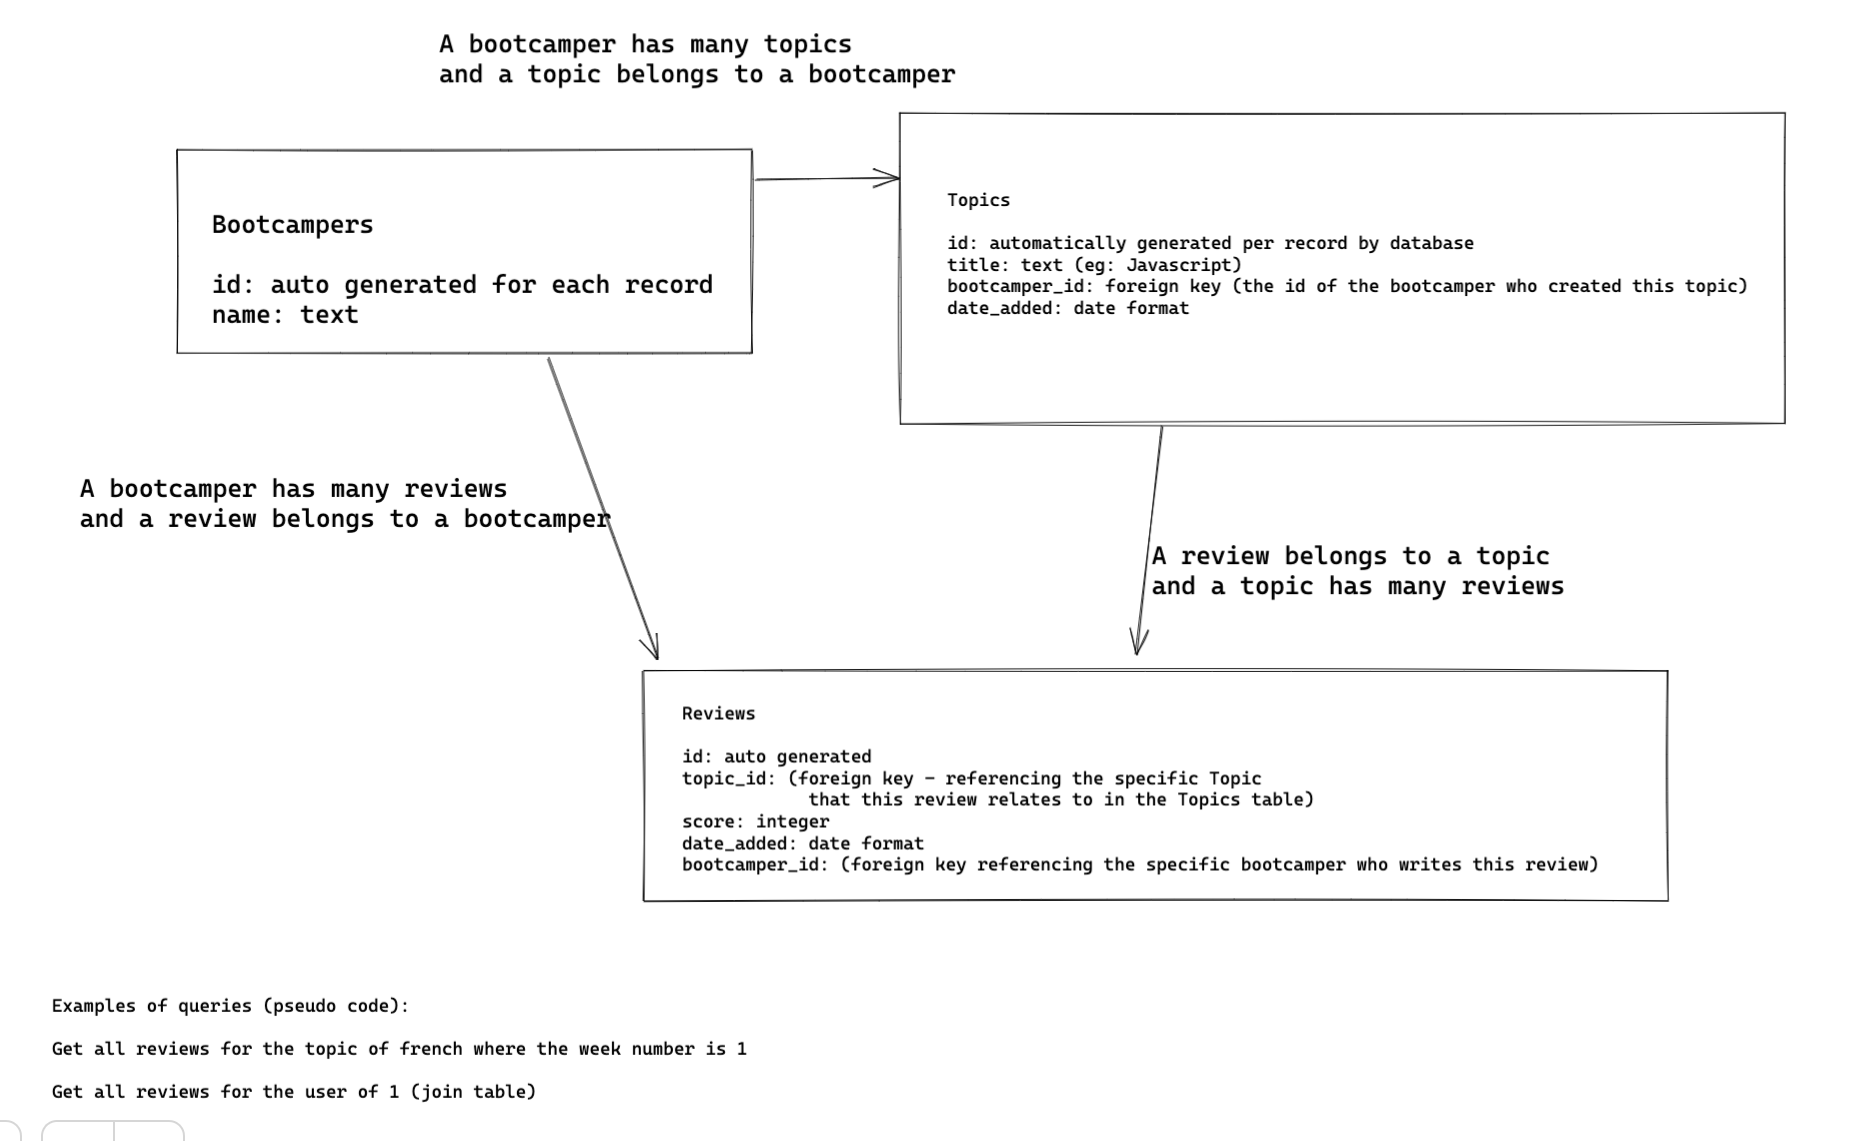 A bootcamper has many topics
and a topic belongs to a bootcamper
Bootcampers
id: auto generated for each record
name: text
Topics
id: automatically generated per record by database
title: text (eg: Javascript)
bootcamper_id: foreign key (the id of the bootcamper who created this topic)
date_added: date format
A bootcamper has many reviews
and a review belongs to a bootcamper
A review belongs to a topic
and a topic has many reviews
Reviews
id: auto generated
topic_id: (foreign key - referencing the specific Topic
that this review relates to in the Topics table)
score: integer
date_added: date format
bootcamper_id: (foreign key referencing the specific bootcamper who writes this review)
Examples of queries (pseudo code):
Get all reviews for the topic of french where the week number is 1
Get all reviews for the user of 1 (join table)